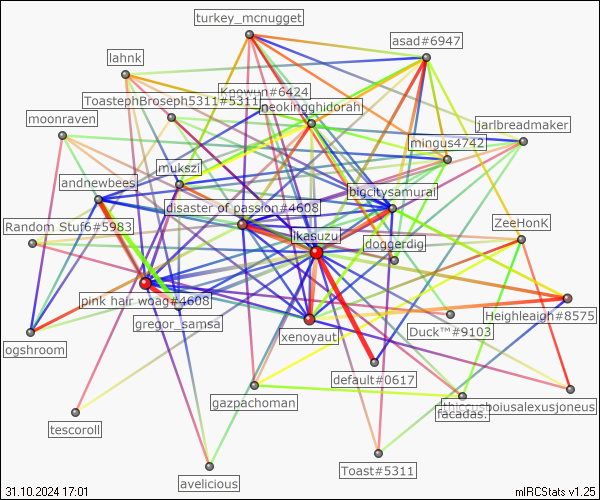 turkey_mcnugget
asad#6947
lahnk
Knowun#6424
ToastephBroseph5311#5311
neokingghidorah
moonraven
jarlbreadmaker
mingus4742
mukszi
andnewbees
bigcitysamurai
disaster of passion#4608
Random Stuf6#5983
ikasuzu
ZeeHonK
doggerdig
pink hair woag#4608
Heighleaigh#8575
gregor_samsa
Duck™#9103
xenoyaut
ogshroom
default#0617
gazpachoman
thiccusboiusalexusjoneus
facadas.
tescoroll
Toast#5311
avelicious
31.10.2024 17:01
mIRCStats v1.25